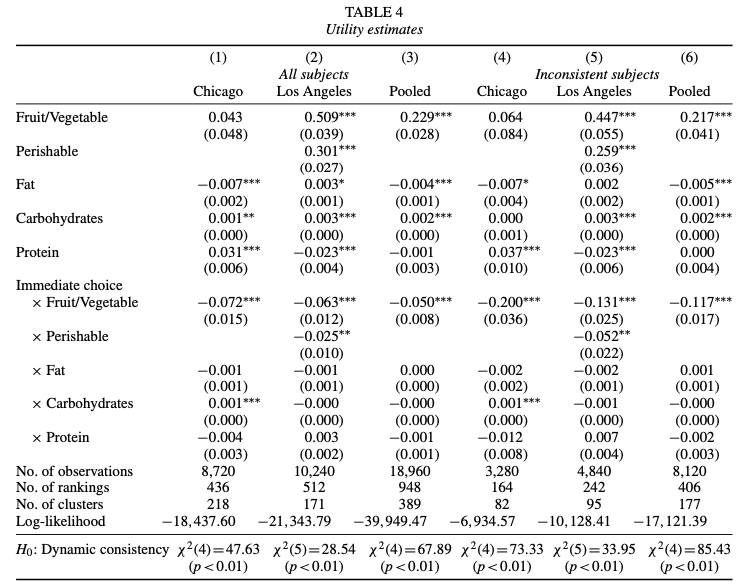 TABLE 4
Utility estimates
(1) (2) (3) (4) (5) (6)
All subjects Inconsistent subjects
Chicago Los Angeles Pooled Chicago Los Angeles Pooled
Fruit/Vegetable 0.043 0.509*** 0.229*** 0.064 0.447*** 0.217***
(0.048) (0.039) (0.028) (0.084) (0.055) (0.041)
Perishable 0.301*** 0.259***
(0.027) (0.036)
Fat −0.007*** 0.003* −0.004*** −0.007* 0.002 −0.005***
(0.002) (0.001) (0.001) (0.004) (0.002) (0.001)
Carbohydrates 0.001** 0.003*** 0.002*** 0.000 0.003*** 0.002***
(0.000) (0.000) (0.000) (0.001) (0.000) (0.000)
Protein 0.031*** −0.023*** −0.001 0.037*** −0.023*** 0.000
(0.006) (0.004) (0.003) (0.010) (0.006) (0.004)
Immediate choice
× Fruit/Vegetable −0.072*** −0.063*** −0.050*** −0.200*** −0.131*** −0.117***
(0.015) (0.012) (0.008) (0.036) (0.025) (0.017)
× Perishable −0.025** −0.052**
(0.010) (0.022)
× Fat −0.001 −0.001 0.000 −0.002 −0.002 0.001
(0.001) (0.001) (0.000) (0.002) (0.001) (0.001)
× Carbohydrates 0.001*** −0.000 −0.000 0.001*** −0.001 −0.000
(0.000) (0.000) (0.000) (0.000) (0.000) (0.000)
× Protein −0.004 0.003 −0.001 −0.012 0.007 −0.002
(0.003) (0.002) (0.001) (0.008) (0.004) (0.003)
No. of observations 8,720 10,240 18,960 3,280 4,840 8,120
No. of rankings 436 512 948 164 242 406
No. of clusters 218 171 389 82 95 177
Log-likelihood −18,437.60 −21,343.79 −39,949.47 −6,934.57 −10,128.41 −17,121.39
H₀: Dynamic consistency χ²(4)=47.63 χ²(5)=28.54 χ²(4)=67.89 χ²(4)=73.33 χ²(5)=33.95 χ²(4)=85.43
(p<0.01) (p<0.01) (p<0.01) (p<0.01) (p<0.01) (p<0.01)